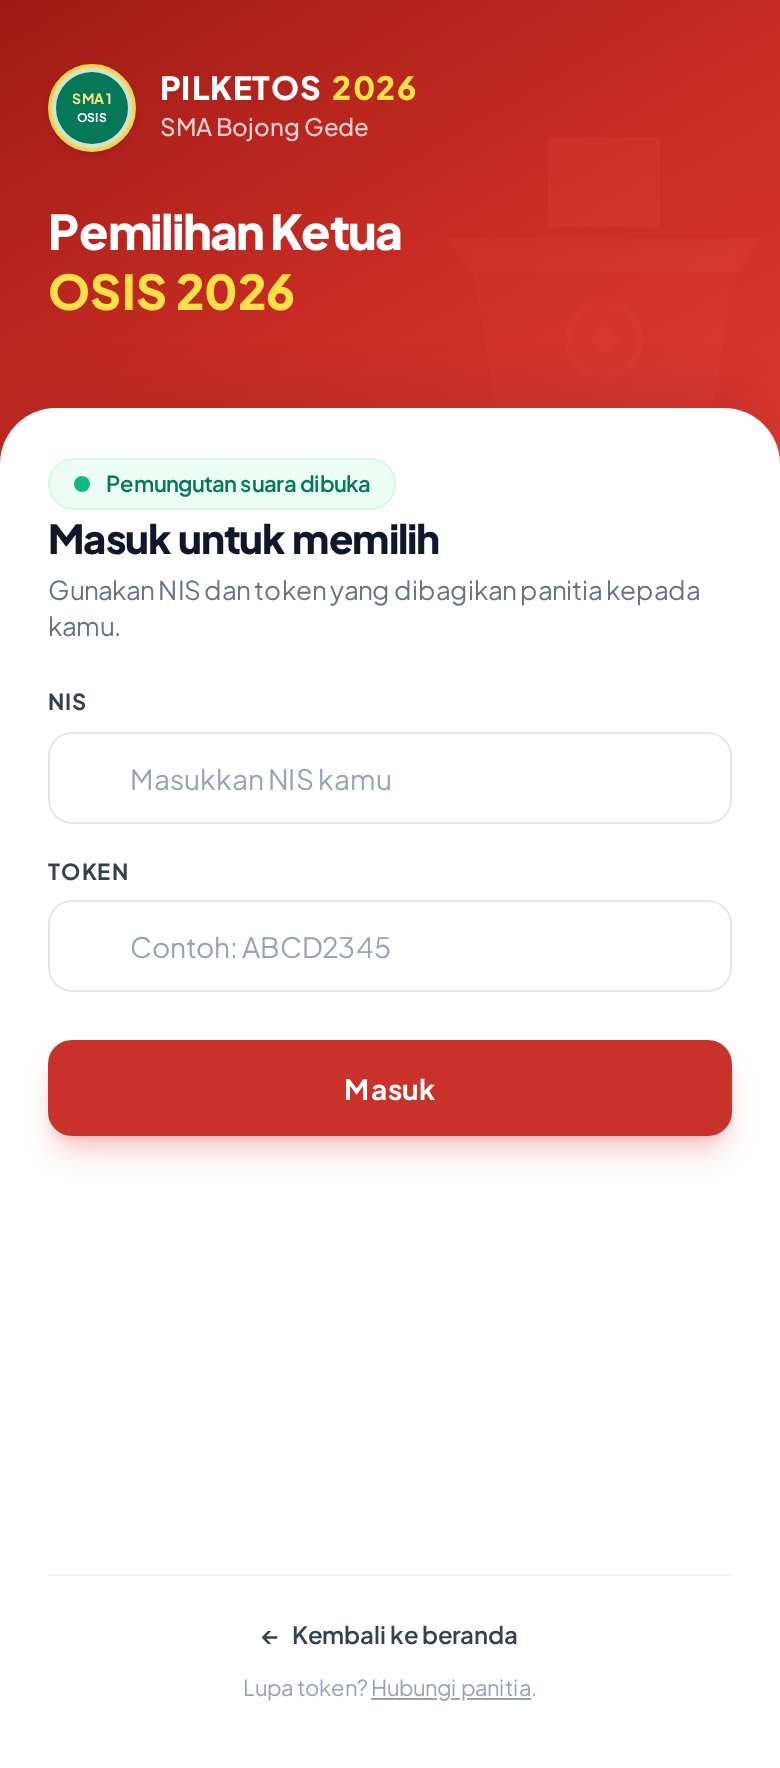 SMA 1
OSIS
PILKETOS 2026
SMA Bojong Gede
Pemilihan Ketua
OSIS 2026
Pemungutan suara dibuka
Masuk untuk memilih
Gunakan NIS dan token yang dibagikan panitia kepada
kamu.
NIS
Masukkan NIS kamu
TOKEN
Contoh: ABCD2345
Masuk
← Kembali ke beranda
Lupa token? Hubungi panitia.